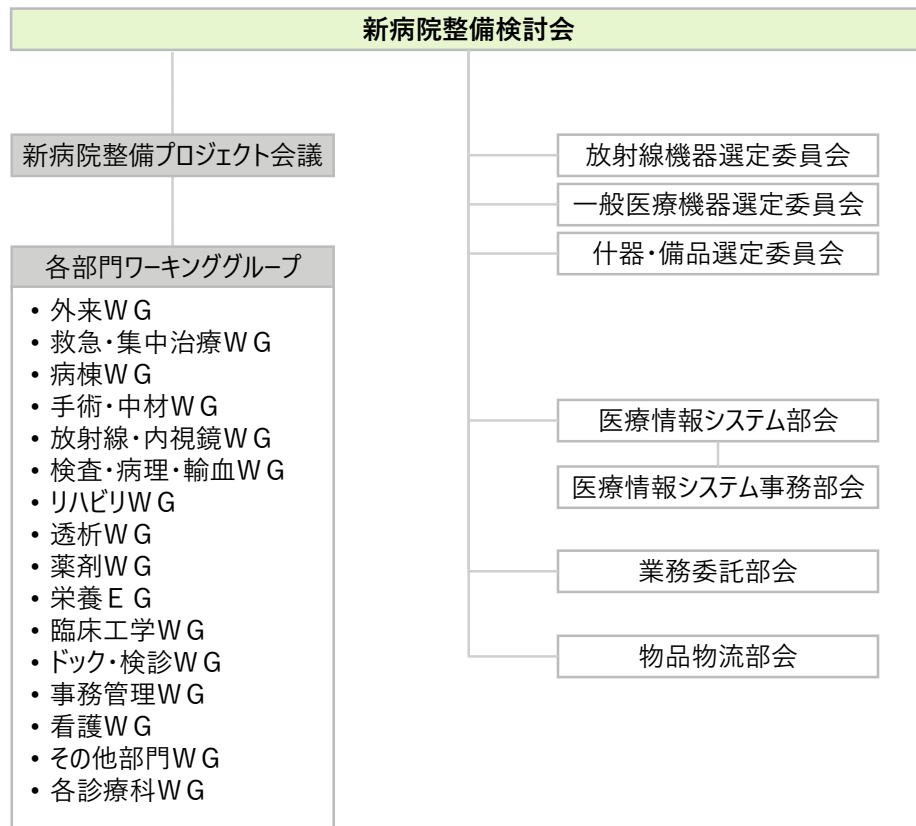 新病院整備検討会
新病院整備プロジェクト会議
各部門ワーキンググループ
• 外来WG
• 救急・集中治療WG
• 病棟WG
• 手術・中材WG
• 放射線・内視鏡WG
• 検査・病理・輸血WG
• リハビリWG
• 透析WG
• 薬剤WG
• 栄養EG
• 臨床工学WG
• ドック・検診WG
• 事務管理WG
• 看護WG
• その他部門WG
• 各診療科WG
放射線機器選定委員会
一般医療機器選定委員会
什器・備品選定委員会
医療情報システム部会
医療情報システム事務部会
業務委託部会
物品物流部会